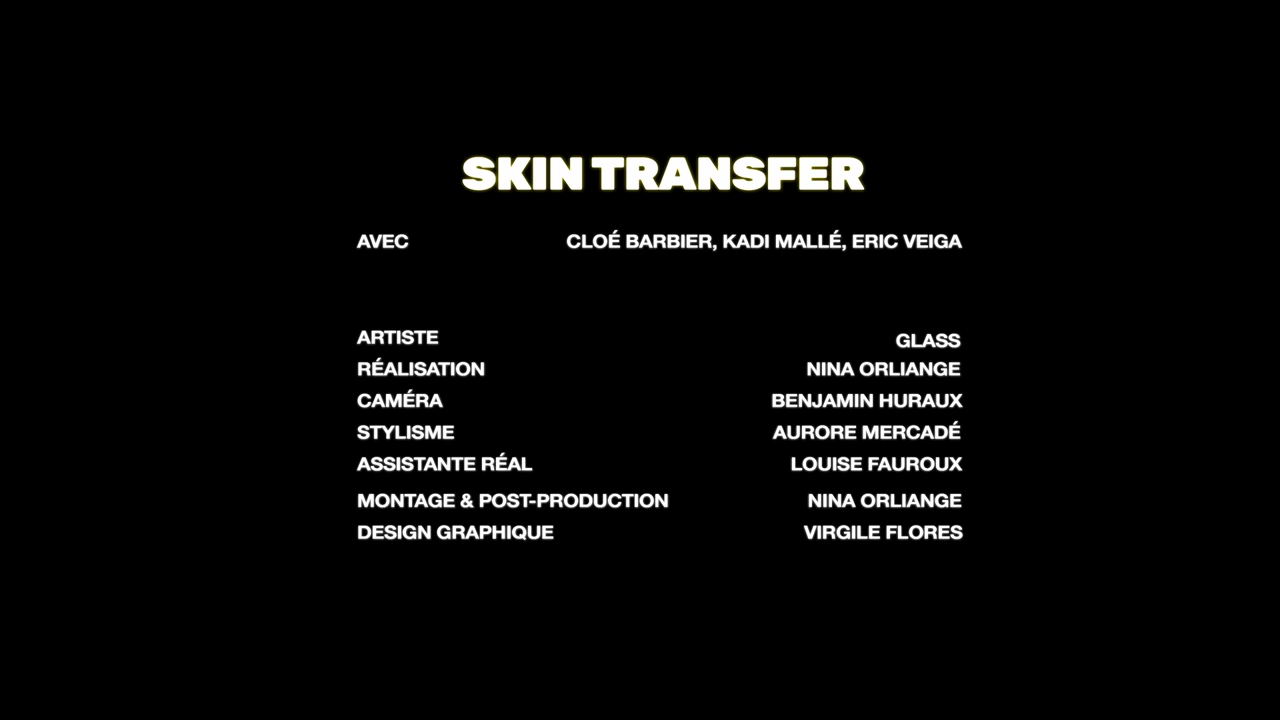 SKIN TRANSFER
AVEC CLOÉ BARBIER, KADI MALLÉ, ERIC VEIGA
ARTISTE GLASS
RÉALISATION NINA ORLIANGE
CAMÉRA BENJAMIN HURAUX
STYLISME AURORE MERCADÉ
ASSISTANTE RÉAL LOUISE FAUROUX
MONTAGE & POST-PRODUCTION NINA ORLIANGE
DESIGN GRAPHIQUE VIRGILE FLORES